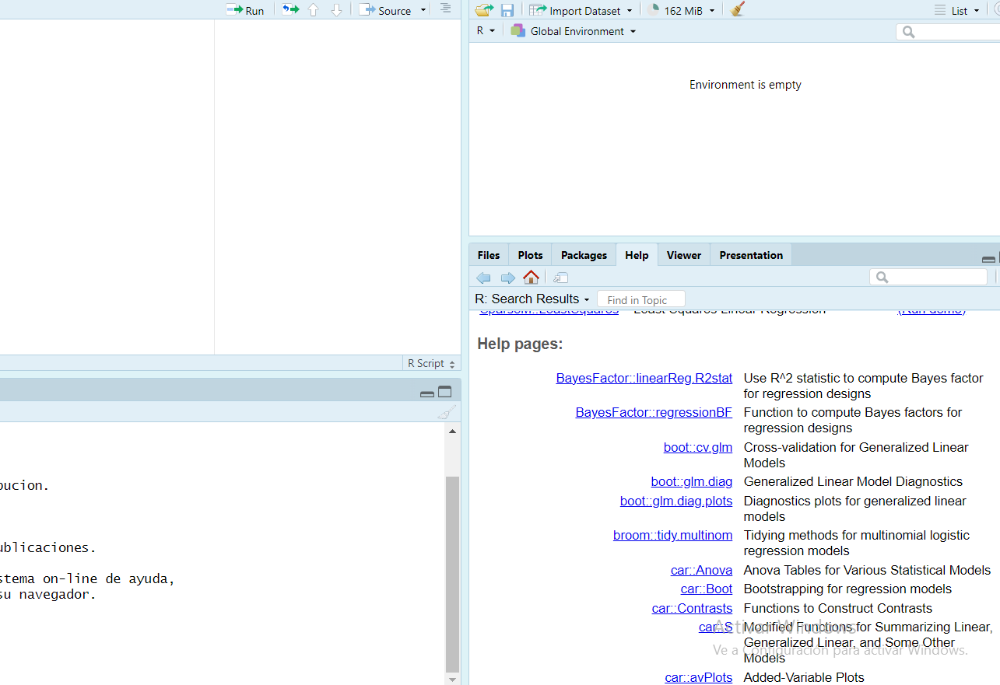 Run
Source
Import Dataset
162 MiB
List
R
Global Environment
Environment is empty
R Script
bucion.
ublicaciones.
stema on-line de ayuda,
su navegador.
Files Plots Packages Help Viewer Presentation
R: Search Results
Find in Topic
SparseM::LeastSquares Least Squares Linear Regression (Run demo)
Help pages:
BayesFactor::linearReg.R2stat Use R^2 statistic to compute Bayes factor
for regression designs
BayesFactor::regressionBF Function to compute Bayes factors for
regression designs
boot::cv.glm Cross-validation for Generalized Linear
Models
boot::glm.diag Generalized Linear Model Diagnostics
boot::glm.diag.plots Diagnostics plots for generalized linear
models
broom::tidy.multinom Tidying methods for multinomial logistic
regression models
car::Anova Anova Tables for Various Statistical Models
car::Boot Bootstrapping for regression models
car::Contrasts Functions to Construct Contrasts
car::S Modified Functions for Summarizing Linear,
Generalized Linear, and Some Other
Models
car::avPlots Added-Variable Plots
Activar Windows
Ve a Configuración para activar Windows.